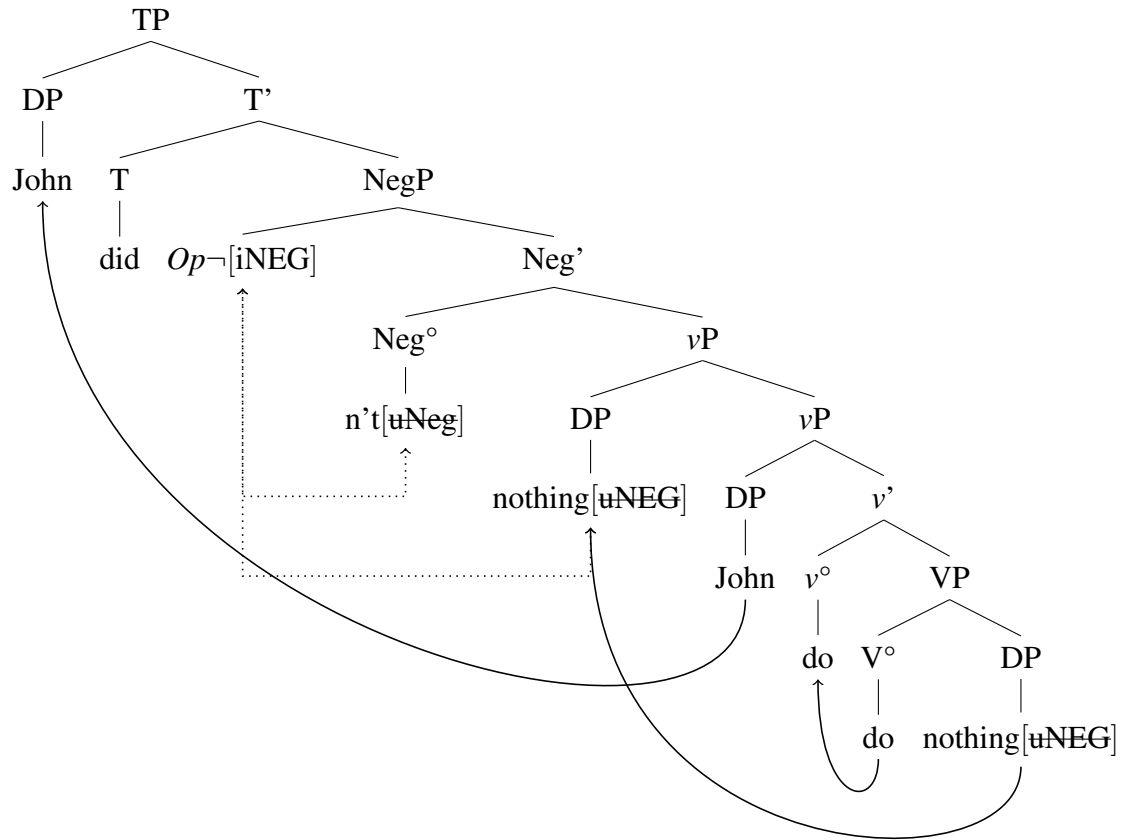 TP
DP T’
John T NegP
did Op¬[iNEG] Neg’
Neg° vP
n’t[uNeg] DP vP
nothing[uNEG] DP v’
John v° VP
do V° DP
do nothing[uNEG]